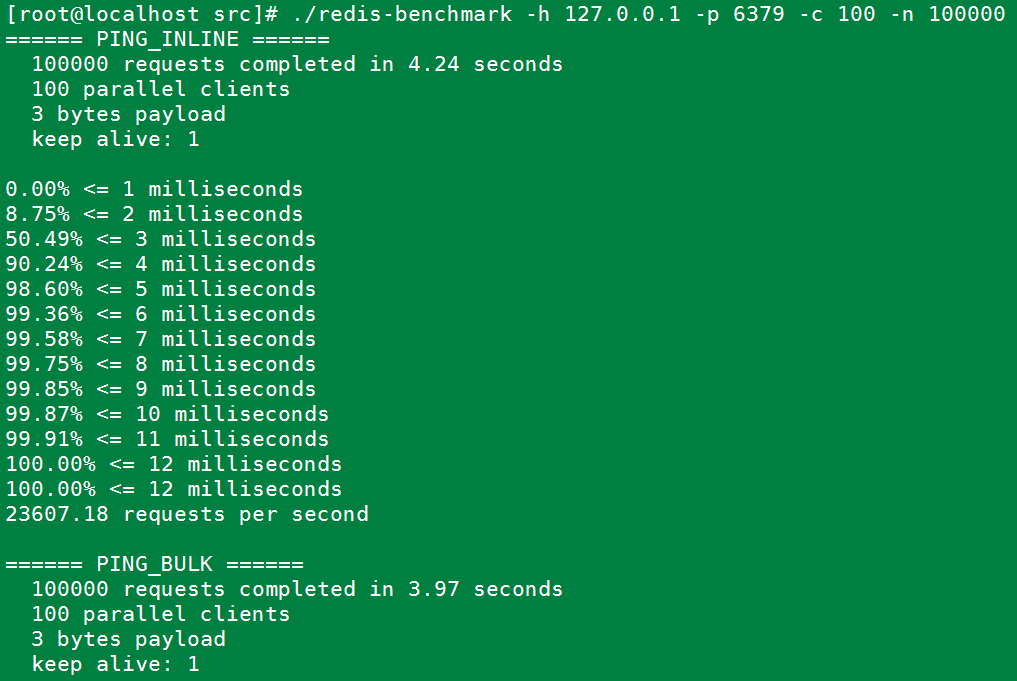 [root@localhost src]# ./redis-benchmark -h 127.0.0.1 -p 6379 -c 100 -n 100000
====== PING_INLINE ======
  100000 requests completed in 4.24 seconds
  100 parallel clients
  3 bytes payload
  keep alive: 1

0.00% <= 1 milliseconds
8.75% <= 2 milliseconds
50.49% <= 3 milliseconds
90.24% <= 4 milliseconds
98.60% <= 5 milliseconds
99.36% <= 6 milliseconds
99.58% <= 7 milliseconds
99.75% <= 8 milliseconds
99.85% <= 9 milliseconds
99.87% <= 10 milliseconds
99.91% <= 11 milliseconds
100.00% <= 12 milliseconds
100.00% <= 12 milliseconds
23607.18 requests per second

====== PING_BULK ======
  100000 requests completed in 3.97 seconds
  100 parallel clients
  3 bytes payload
  keep alive: 1